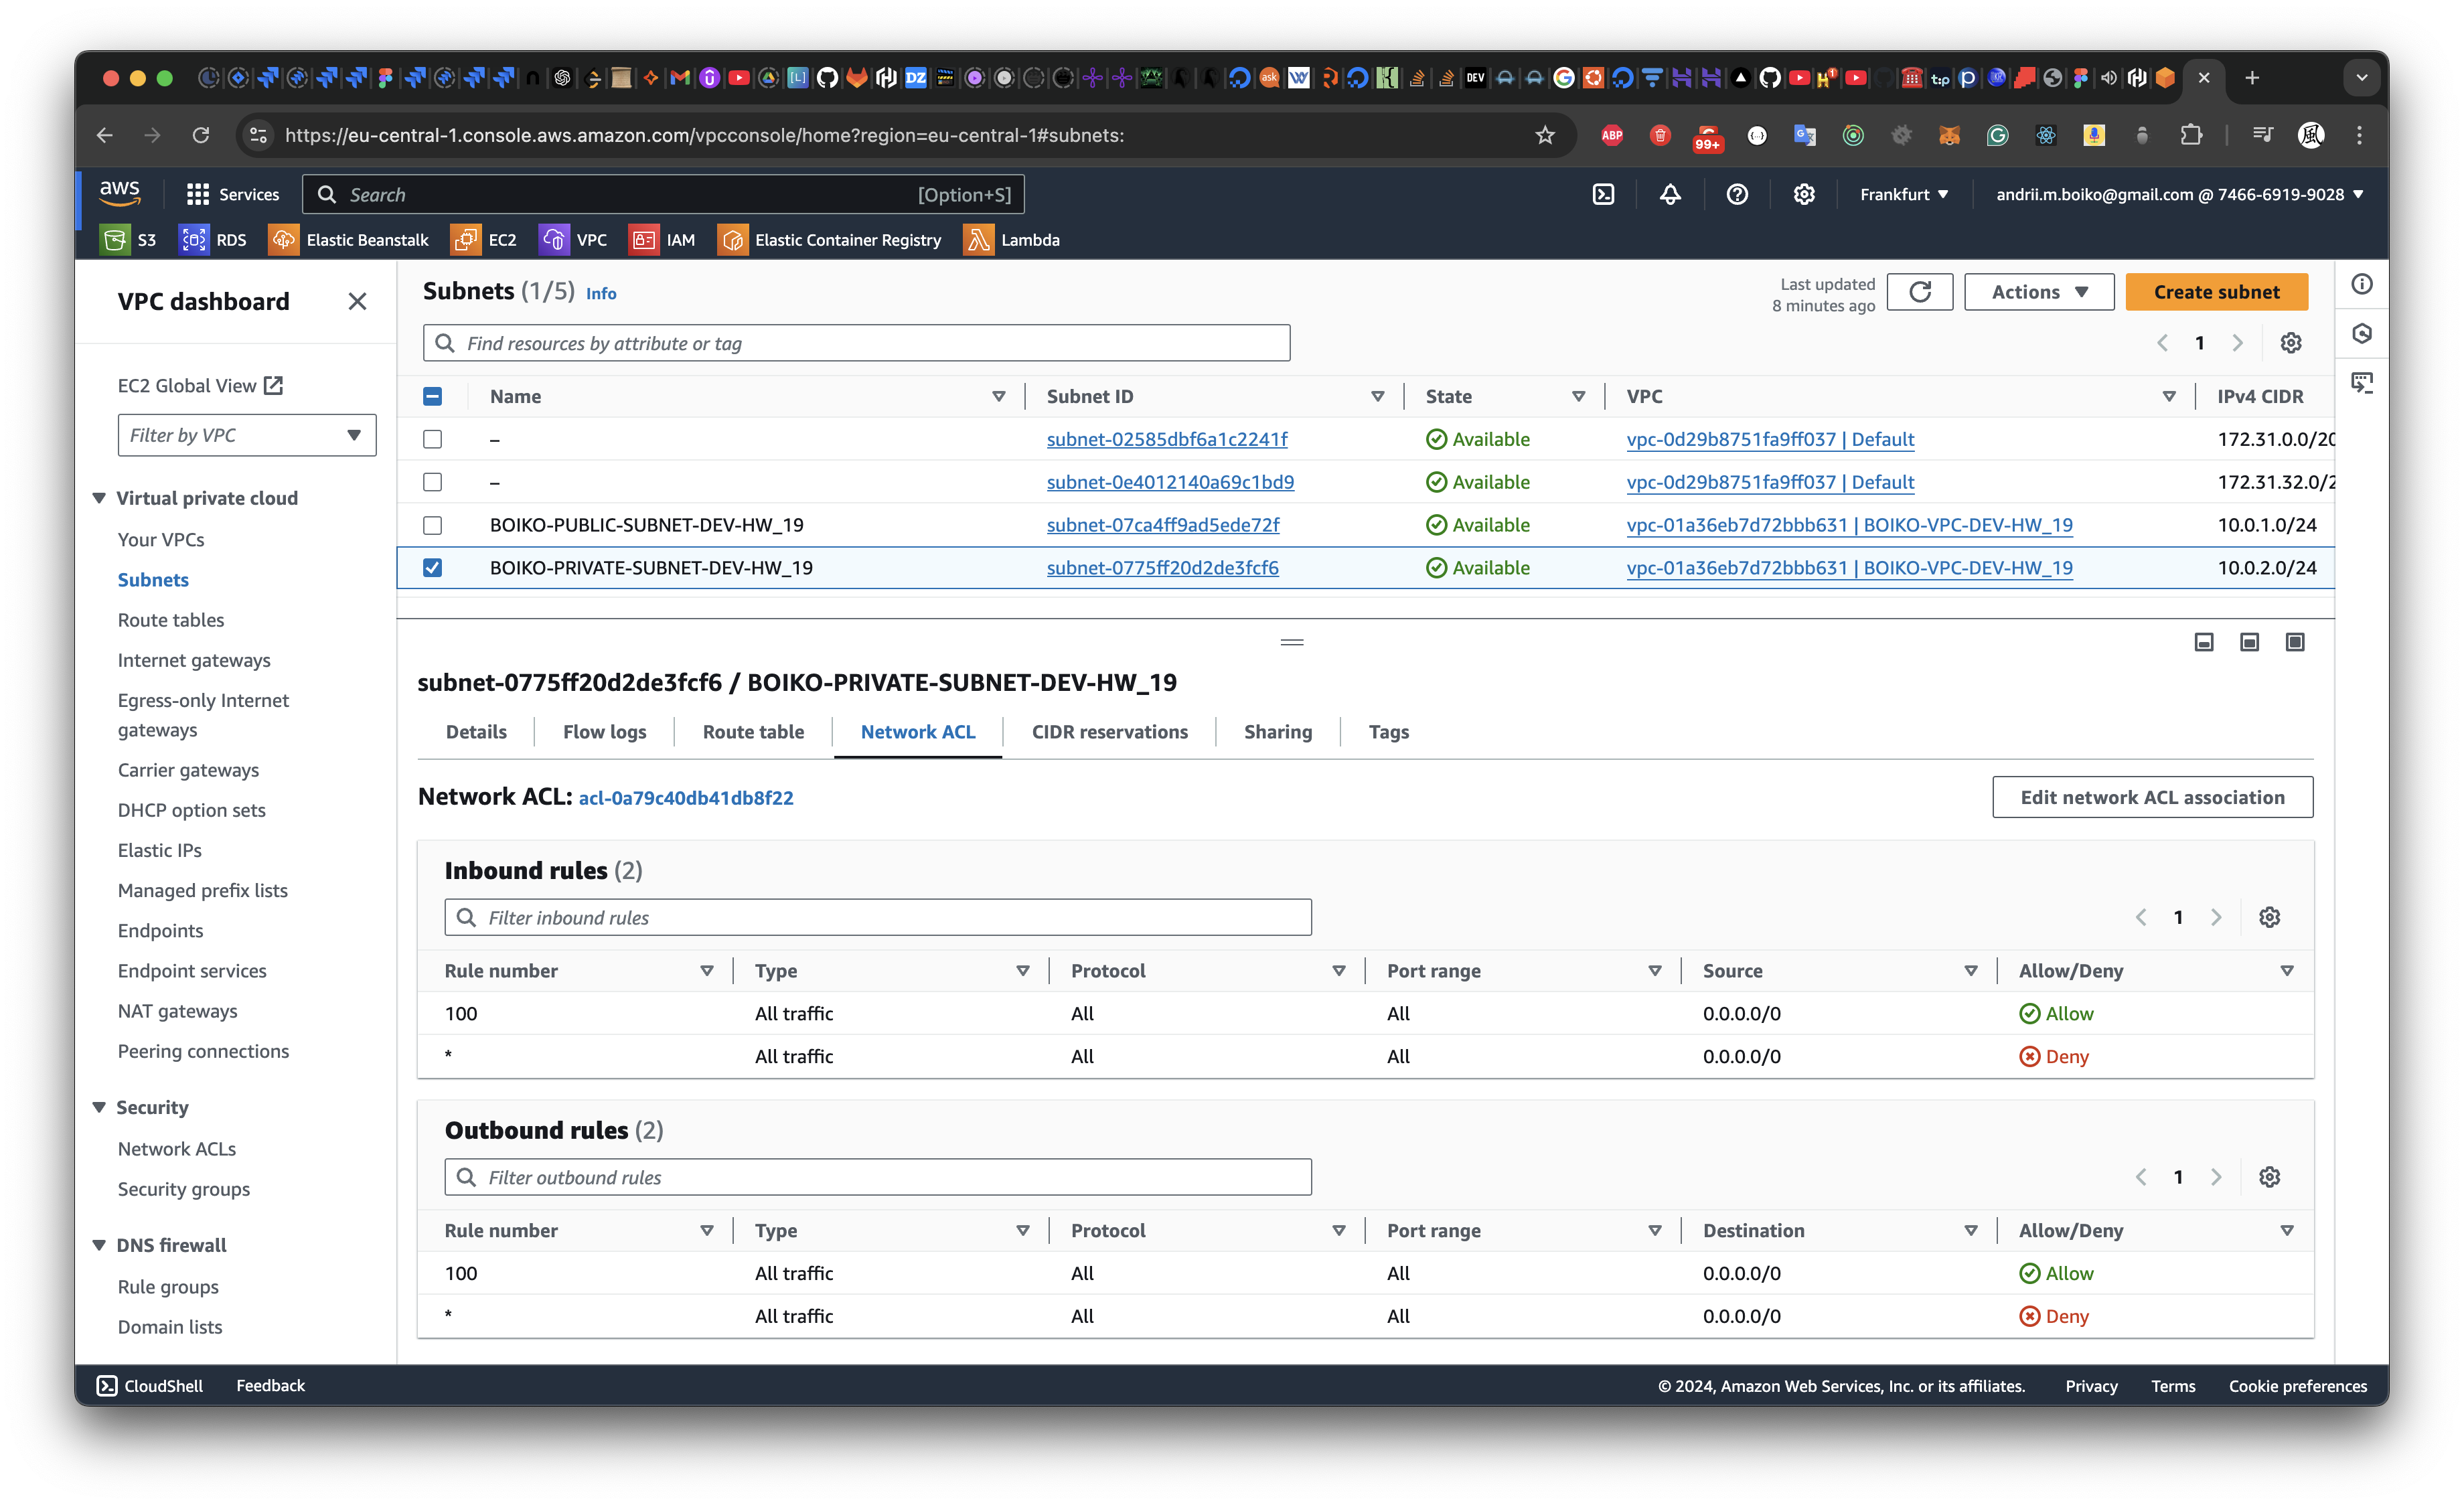 https://eu-central-1.console.aws.amazon.com/vpcconsole/home?region=eu-central-1#subnets:
ABP
99+
aws
Services
Search
[Option+S]
Frankfurt
andrii.m.boiko@gmail.com @ 7466-6919-9028
S3
RDS
Elastic Beanstalk
EC2
VPC
IAM
Elastic Container Registry
Lambda
VPC dashboard
EC2 Global View
Filter by VPC
Virtual private cloud
Your VPCs
Subnets
Route tables
Internet gateways
Egress-only Internet
gateways
Carrier gateways
DHCP option sets
Elastic IPs
Managed prefix lists
Endpoints
Endpoint services
NAT gateways
Peering connections
Security
Network ACLs
Security groups
DNS firewall
Rule groups
Domain lists
Subnets (1/5) Info
Last updated
8 minutes ago
Actions
Create subnet
Find resources by attribute or tag
1
Name Subnet ID State VPC IPv4 CIDR
– subnet-02585dbf6a1c2241f Available vpc-0d29b8751fa9ff037 | Default 172.31.0.0/20
– subnet-0e4012140a69c1bd9 Available vpc-0d29b8751fa9ff037 | Default 172.31.32.0/2
BOIKO-PUBLIC-SUBNET-DEV-HW_19 subnet-07ca4ff9ad5ede72f Available vpc-01a36eb7d72bbb631 | BOIKO-VPC-DEV-HW_19 10.0.1.0/24
BOIKO-PRIVATE-SUBNET-DEV-HW_19 subnet-0775ff20d2de3fcf6 Available vpc-01a36eb7d72bbb631 | BOIKO-VPC-DEV-HW_19 10.0.2.0/24
subnet-0775ff20d2de3fcf6 / BOIKO-PRIVATE-SUBNET-DEV-HW_19
Details Flow logs Route table Network ACL CIDR reservations Sharing Tags
Network ACL: acl-0a79c40db41db8f22
Edit network ACL association
Inbound rules (2)
Filter inbound rules
1
Rule number Type Protocol Port range Source Allow/Deny
100 All traffic All All 0.0.0.0/0 Allow
* All traffic All All 0.0.0.0/0 Deny
Outbound rules (2)
Filter outbound rules
1
Rule number Type Protocol Port range Destination Allow/Deny
100 All traffic All All 0.0.0.0/0 Allow
* All traffic All All 0.0.0.0/0 Deny
CloudShell
Feedback
© 2024, Amazon Web Services, Inc. or its affiliates.
Privacy
Terms
Cookie preferences